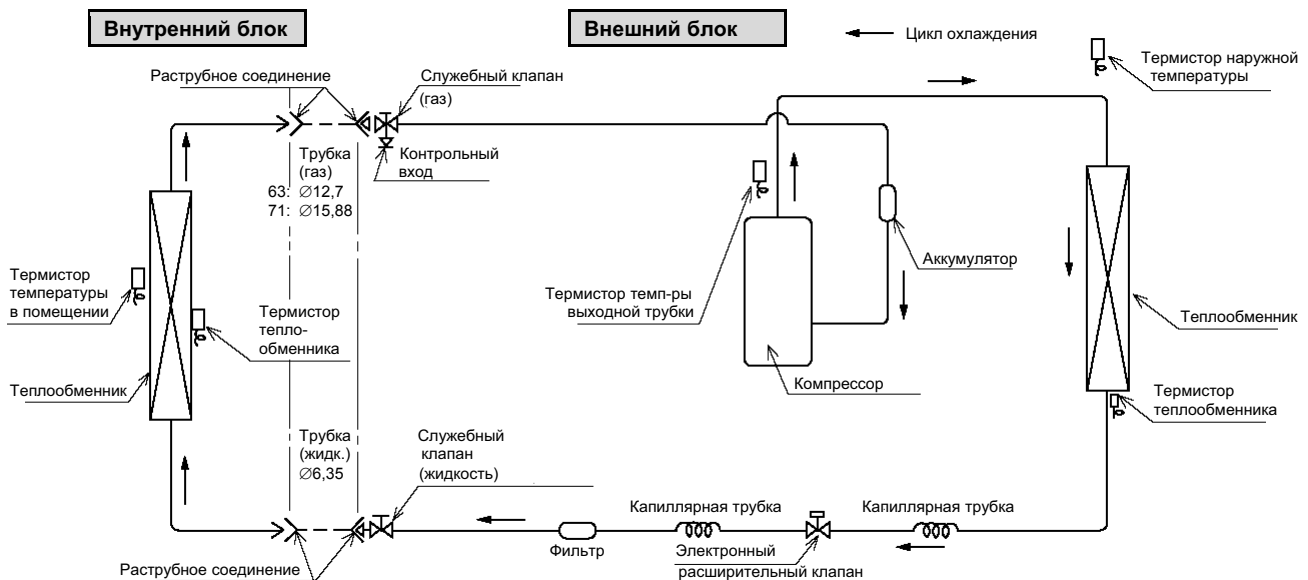 Внутренний блок
Внешний блок
Цикл охлаждения
Термистор наружной
температуры
Раструбное соединение
Служебный клапан
(газ)
Трубка
(газ)
63: ∅12,7
71: ∅15,88
Контрольный
вход
Термистор
температуры
в помещении
Термистор
тепло-
обменника
Теплообменник
Термистор темп-ры
выходной трубки
Аккумулятор
Компрессор
Теплообменник
Термистор
теплообменника
Трубка
(жидк.)
∅6,35
Служебный
клапан
(жидкость)
Раструбное соединение
Фильтр
Капиллярная трубка
Электронный
расширительный клапан
Капиллярная трубка